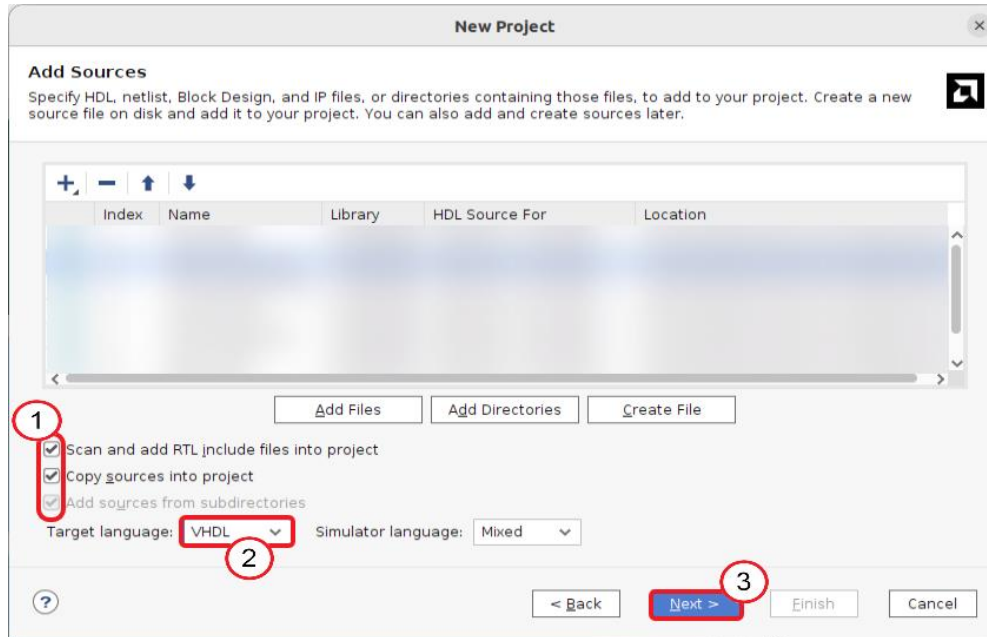 New Project
Add Sources
Specify HDL, netlist, Block Design, and IP files, or directories containing those files, to add to your project. Create a new
source file on disk and add it to your project. You can also add and create sources later.
Index Name Library HDL Source For Location
Add Files Add Directories Create File
1
Scan and add RTL include files into project
Copy sources into project
Add sources from subdirectories
Target language: VHDL Simulator language: Mixed
2
3
? < Back Next > Finish Cancel